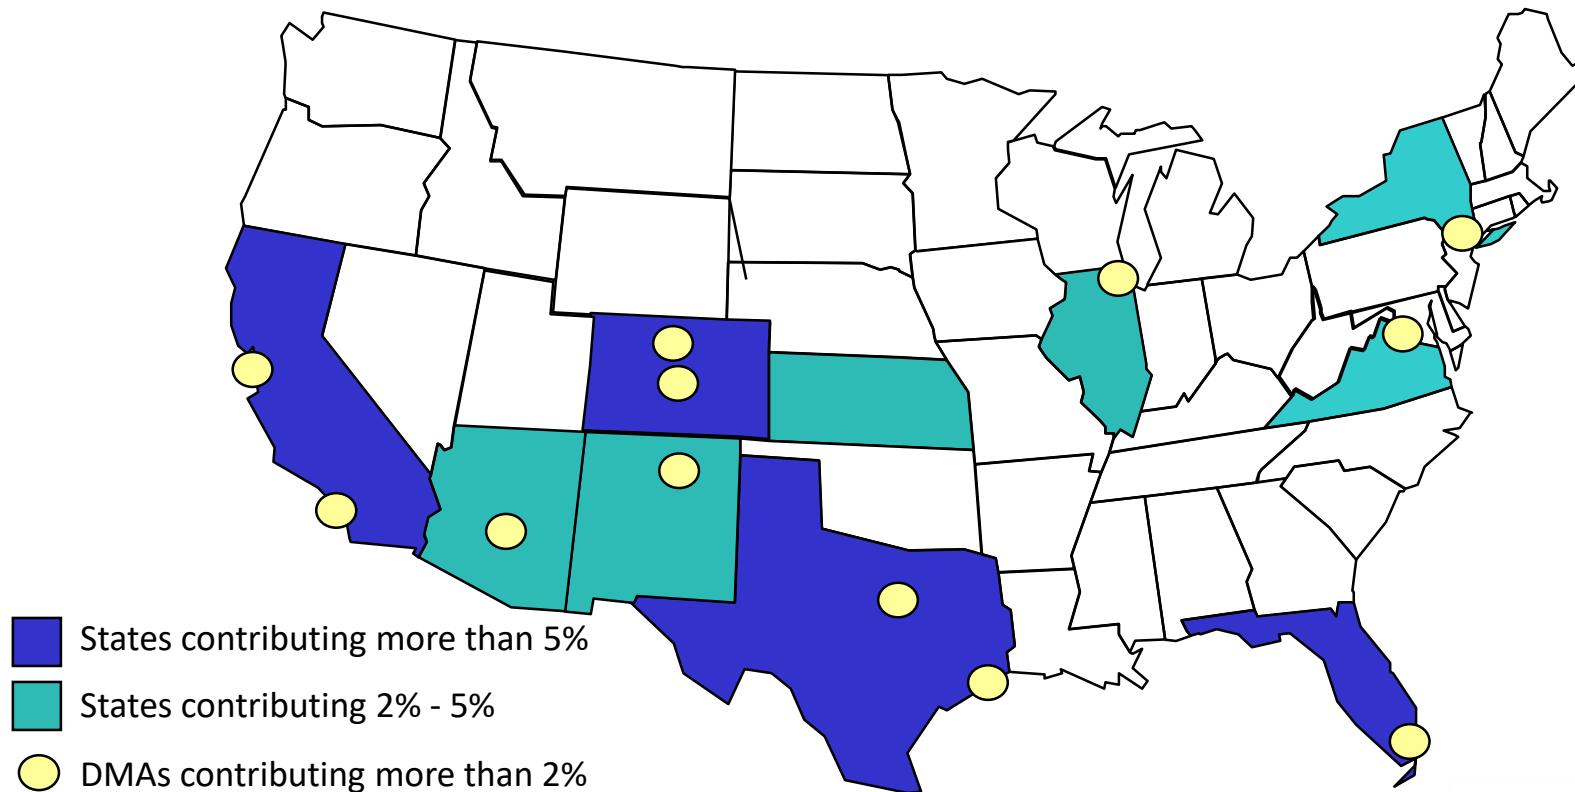 States contributing more than 5%
States contributing 2% - 5%
DMAs contributing more than 2%